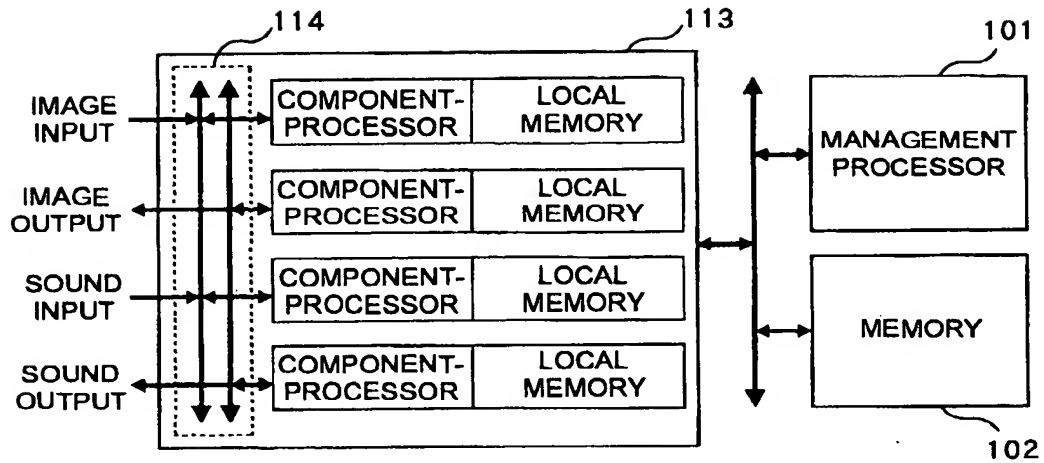 114
113
101
IMAGE
INPUT
COMPONENT-
PROCESSOR
LOCAL
MEMORY
MANAGEMENT
PROCESSOR
IMAGE
OUTPUT
COMPONENT-
PROCESSOR
LOCAL
MEMORY
SOUND
INPUT
COMPONENT-
PROCESSOR
LOCAL
MEMORY
MEMORY
SOUND
OUTPUT
COMPONENT-
PROCESSOR
LOCAL
MEMORY
102